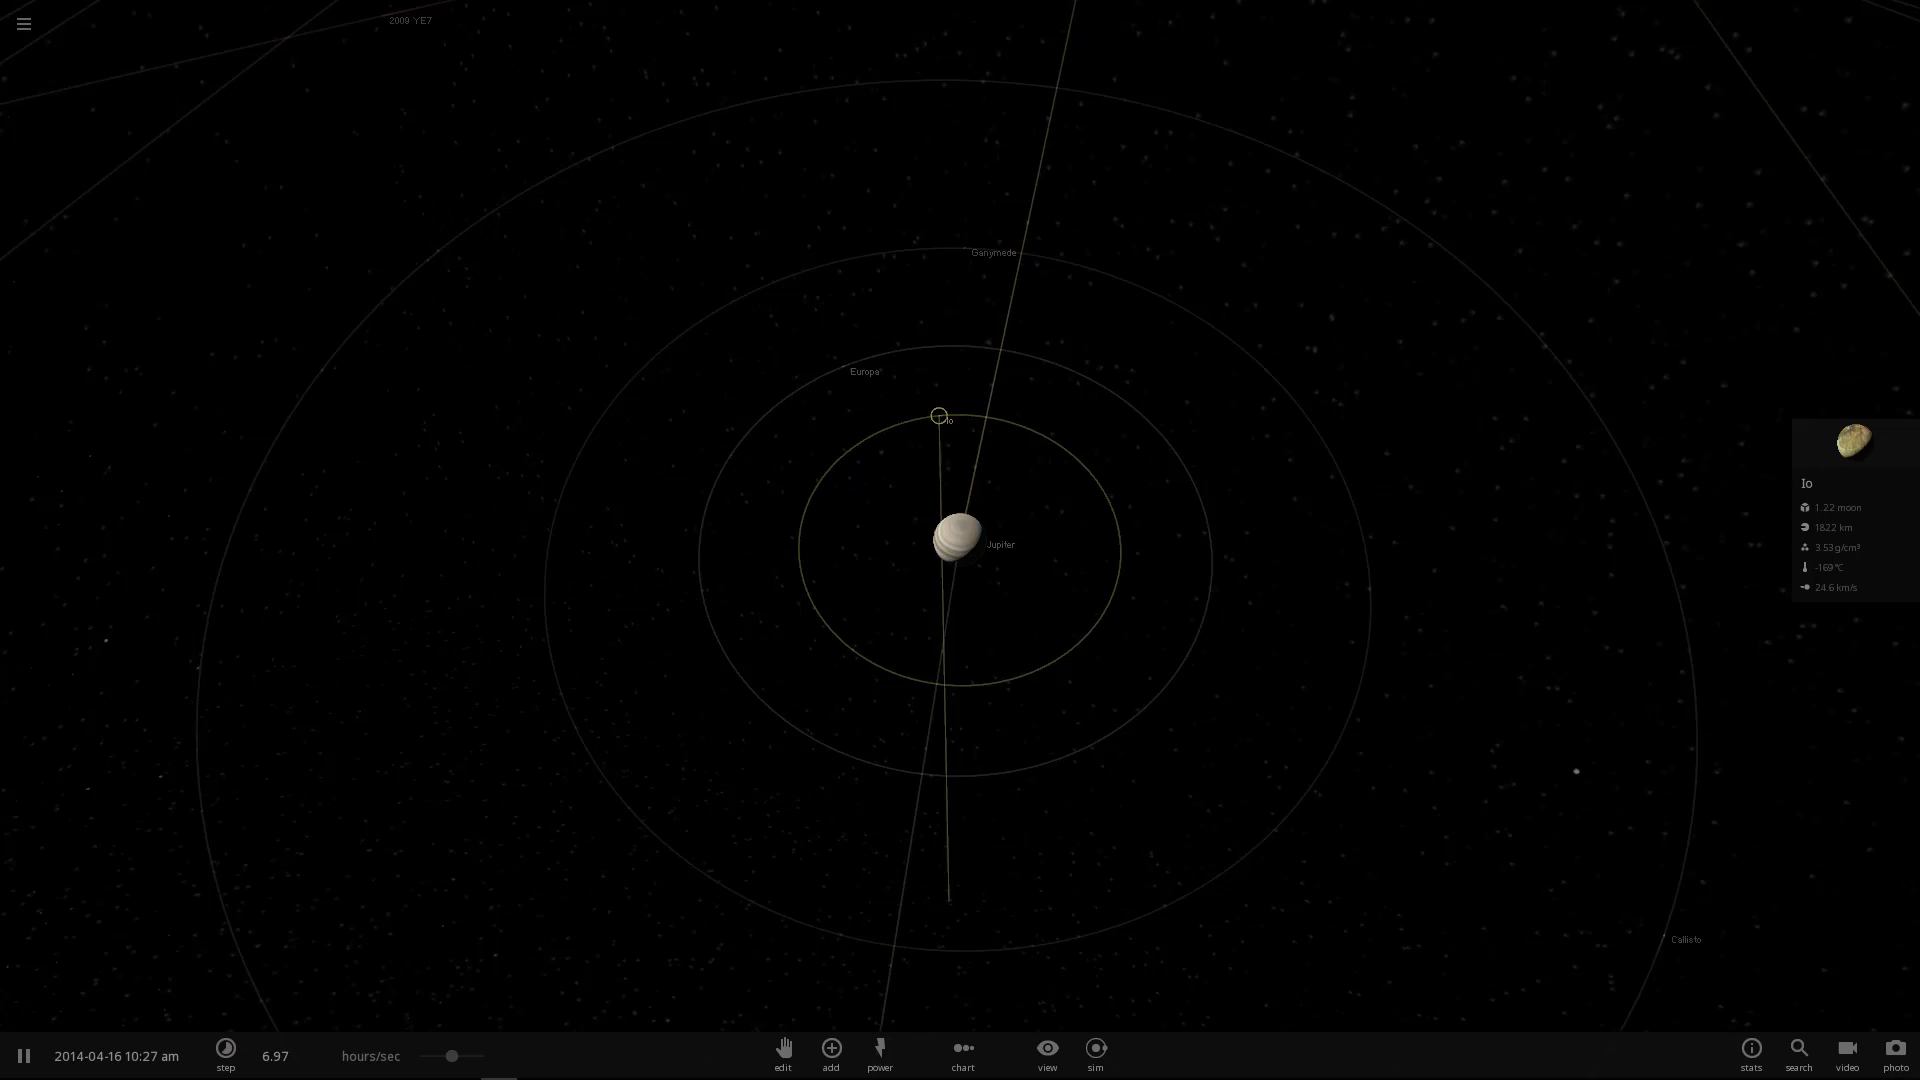 2009 YE7
Ganymede
Europa
Io
Jupiter
Io
1.22 moon
1822 km
3.53 g/cm³
-169 °C
24.6 km/s
Callisto
2014-04-16 10:27 am
step
6.97
hours/sec
edit
add
power
chart
view
sim
stats
search
video
photo